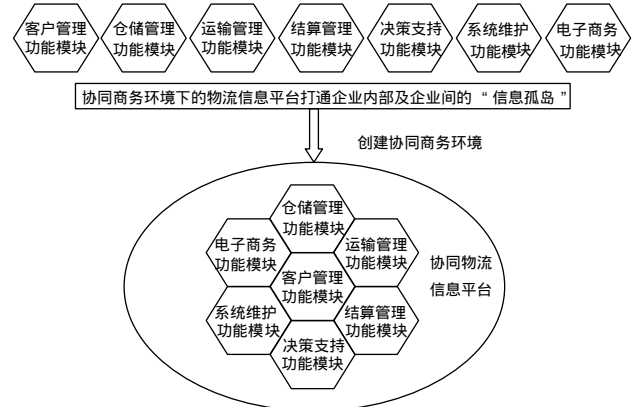 客户管理 仓储管理 运输管理 结算管理 决策支持 系统维护 电子商务
功能模块 功能模块 功能模块 功能模块 功能模块 功能模块 功能模块
协同商务环境下的物流信息平台打通企业内部及企业间的“信息孤岛”
创建协同商务环境
仓储管理
功能模块
电子商务
功能模块
运输管理
功能模块
客户管理
功能模块
协同物流
信息平台
系统维护
功能模块
结算管理
功能模块
决策支持
功能模块